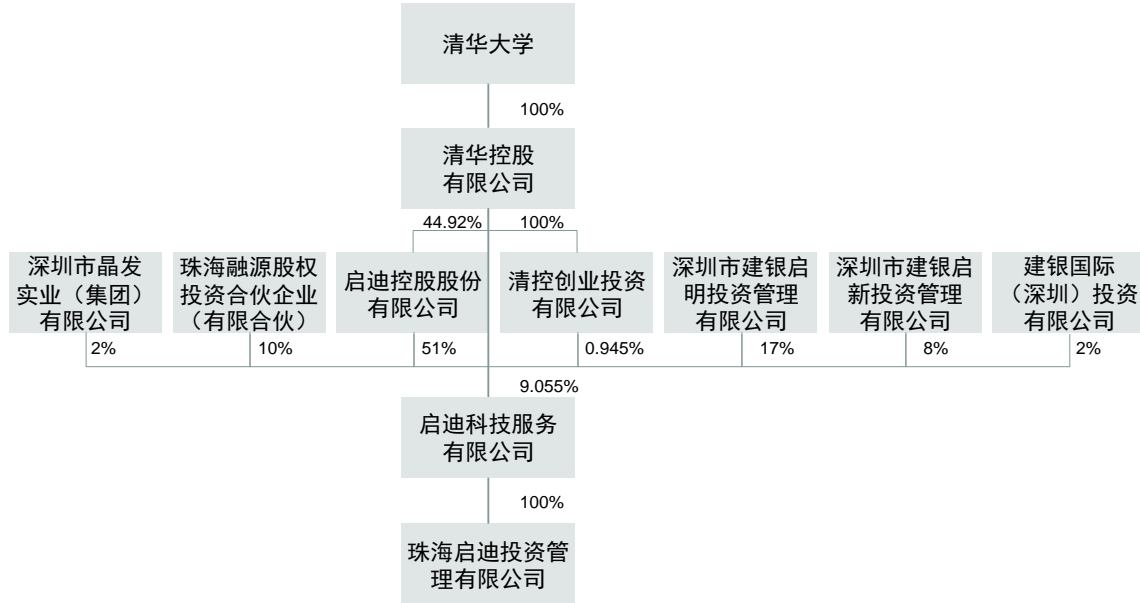 清华大学
100%
清华控股
有限公司
44.92%
100%
深圳市晶发
实业（集团）
有限公司
珠海融源股权
投资合伙企业
（有限合伙）
启迪控股股份
有限公司
清控创业投资
有限公司
深圳市建银启
明投资管理
有限公司
深圳市建银启
新投资管理
有限公司
建银国际
（深圳）投资
有限公司
2%
10%
51%
0.945%
17%
8%
2%
9.055%
启迪科技服务
有限公司
100%
珠海启迪投资管
理有限公司